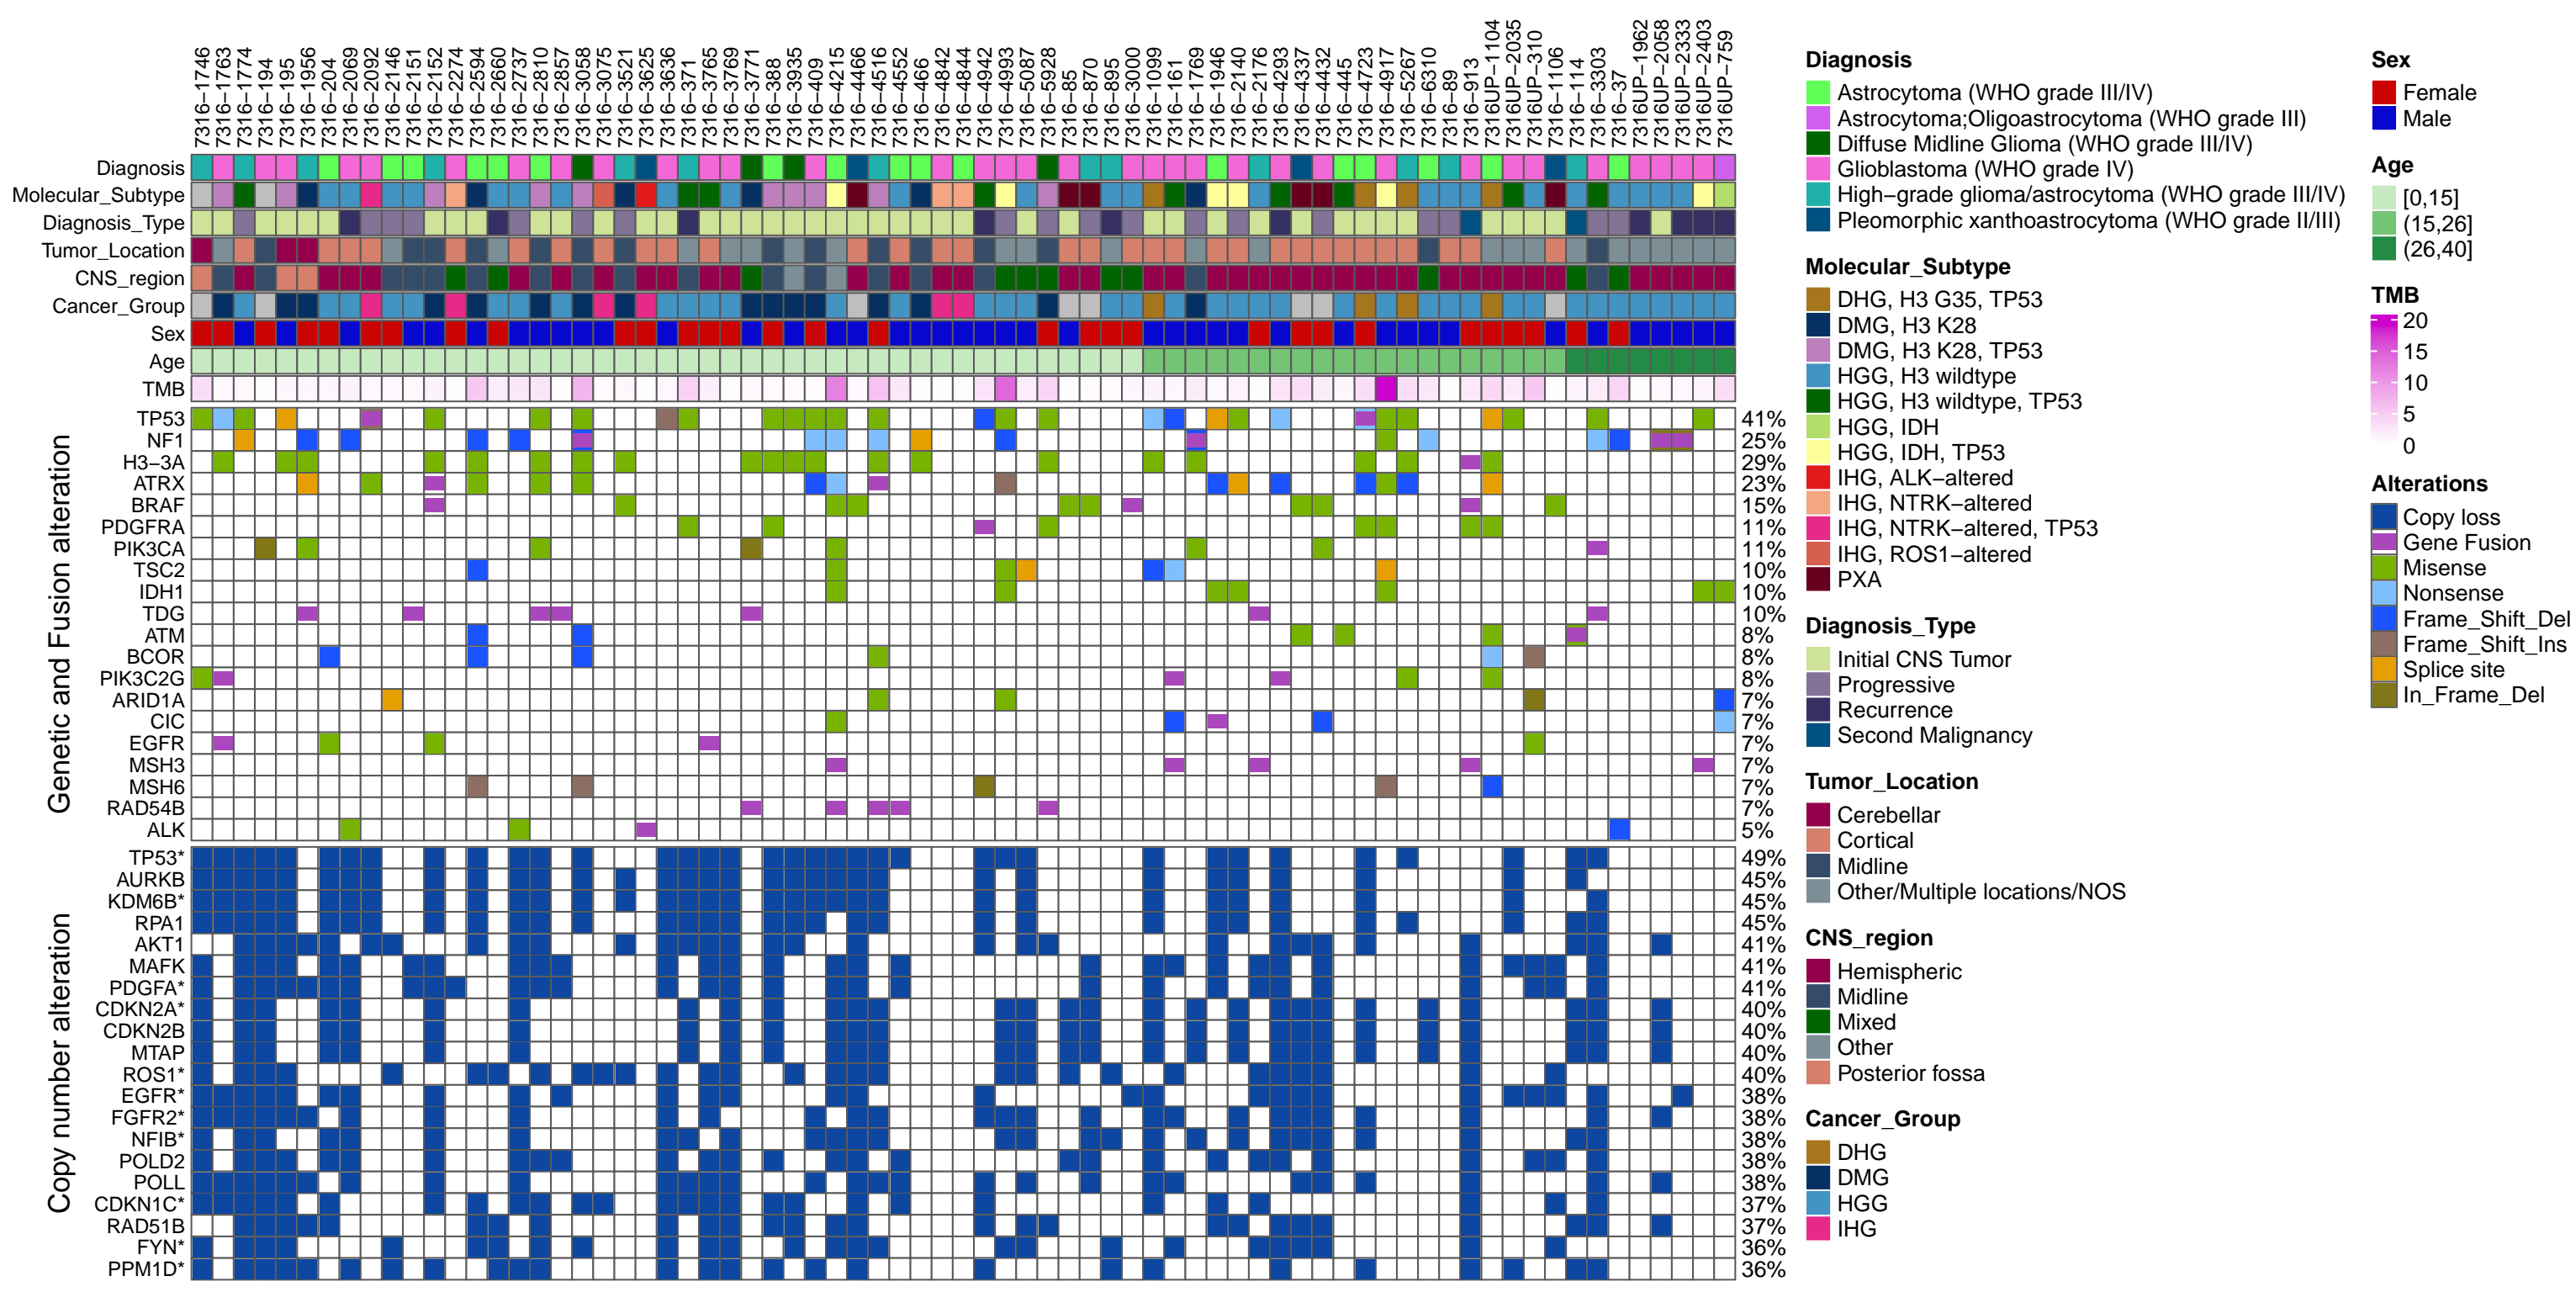 7316−1746
7316−1763
7316−1774
7316−194
7316−195
7316−1956
7316−204
7316−2069
7316−2092
7316−2146
7316−2151
7316−2152
7316−2274
7316−2594
7316−2660
7316−2737
7316−2810
7316−2857
7316−3058
7316−3075
7316−3521
7316−3625
7316−3636
7316−371
7316−3765
7316−3769
7316−3771
7316−388
7316−3935
7316−409
7316−4215
7316−4466
7316−4516
7316−4552
7316−466
7316−4842
7316−4844
7316−4942
7316−4993
7316−5087
7316−5928
7316−85
7316−870
7316−895
7316−3000
7316−1099
7316−161
7316−1769
7316−1946
7316−2140
7316−2176
7316−4293
7316−4337
7316−4432
7316−445
7316−4723
7316−4917
7316−5267
7316−6310
7316−89
7316−913
7316UP−1104
7316UP−2035
7316UP−310
7316−1106
7316−114
7316−3303
7316−37
7316UP−1962
7316UP−2058
7316UP−2333
7316UP−2403
7316UP−759
Diagnosis
Molecular_Subtype
Diagnosis_Type
Tumor_Location
CNS_region
Cancer_Group
Sex
Age
TMB
Genetic and Fusion alteration
TP53 41%
NF1 25%
H3−3A 29%
ATRX 23%
BRAF 15%
PDGFRA 11%
PIK3CA 11%
TSC2 10%
IDH1 10%
TDG 10%
ATM 8%
BCOR 8%
PIK3C2G 8%
ARID1A 7%
CIC 7%
EGFR 7%
MSH3 7%
MSH6 7%
RAD54B 7%
ALK 5%
Copy number alteration
TP53* 49%
AURKB 45%
KDM6B* 45%
RPA1 45%
AKT1 41%
MAFK 41%
PDGFA* 41%
CDKN2A* 40%
CDKN2B 40%
MTAP 40%
ROS1* 40%
EGFR* 38%
FGFR2* 38%
NFIB* 38%
POLD2 38%
POLL 38%
CDKN1C* 37%
RAD51B 37%
FYN* 36%
PPM1D* 36%
Diagnosis
Astrocytoma (WHO grade III/IV)
Astrocytoma;Oligoastrocytoma (WHO grade III)
Diffuse Midline Glioma (WHO grade III/IV)
Glioblastoma (WHO grade IV)
High−grade glioma/astrocytoma (WHO grade III/IV)
Pleomorphic xanthoastrocytoma (WHO grade II/III)
Molecular_Subtype
DHG, H3 G35, TP53
DMG, H3 K28
DMG, H3 K28, TP53
HGG, H3 wildtype
HGG, H3 wildtype, TP53
HGG, IDH
HGG, IDH, TP53
IHG, ALK−altered
IHG, NTRK−altered
IHG, NTRK−altered, TP53
IHG, ROS1−altered
PXA
Diagnosis_Type
Initial CNS Tumor
Progressive
Recurrence
Second Malignancy
Tumor_Location
Cerebellar
Cortical
Midline
Other/Multiple locations/NOS
CNS_region
Hemispheric
Midline
Mixed
Other
Posterior fossa
Cancer_Group
DHG
DMG
HGG
IHG
Sex
Female
Male
Age
[0,15]
(15,26]
(26,40]
TMB
20
15
10
5
0
Alterations
Copy loss
Gene Fusion
Misense
Nonsense
Frame_Shift_Del
Frame_Shift_Ins
Splice site
In_Frame_Del